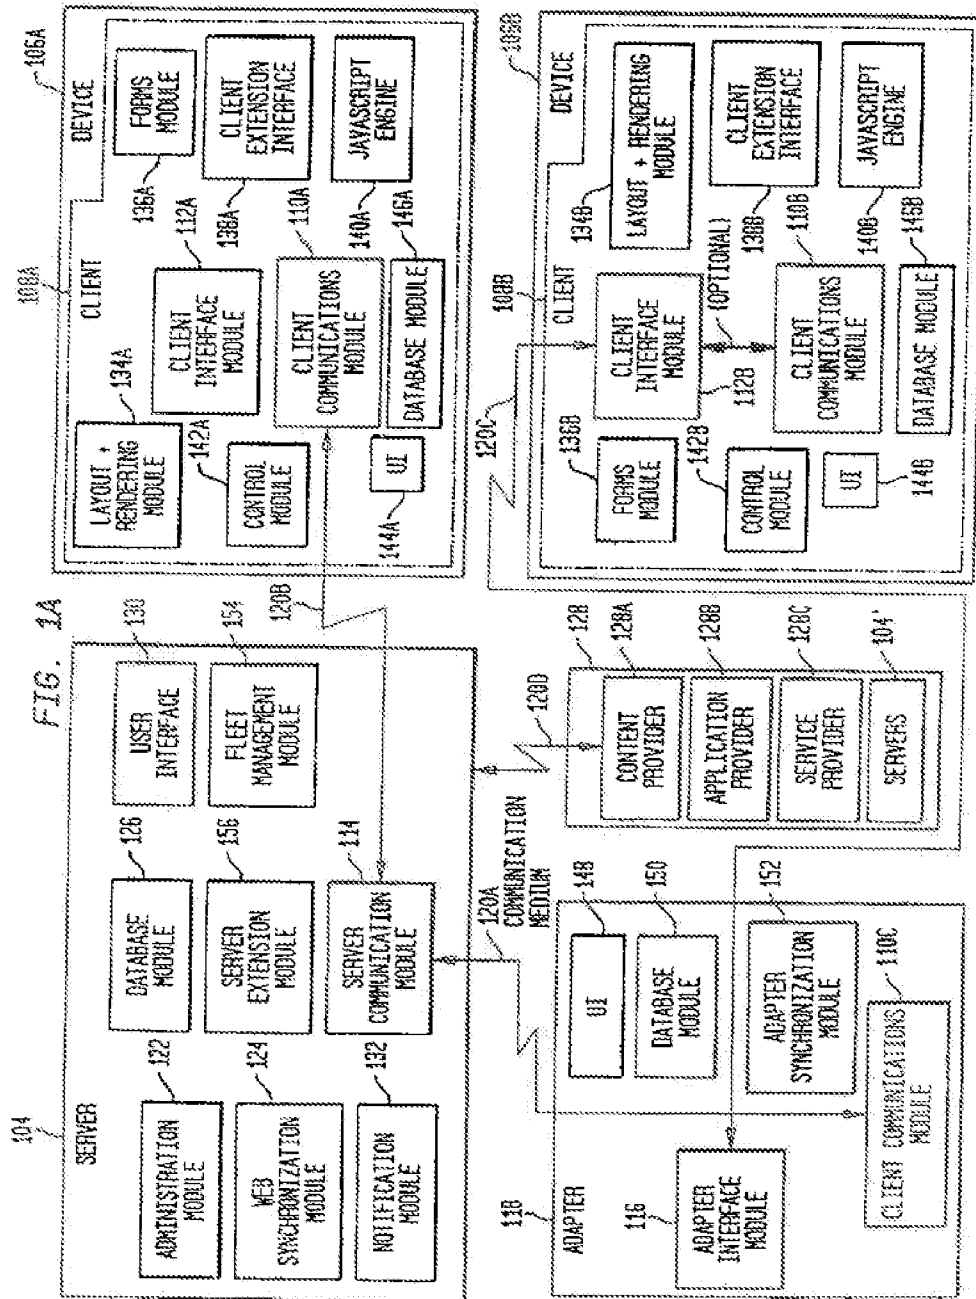 FIG. 1A
104
SERVER
ADMINISTRATION
MODULE
122
WEB
SYNCHRONIZATION
MODULE
124
NOTIFICATION
MODULE
132
DATABASE
MODULE
126
SERVER
EXTENSION
MODULE
156
SERVER
COMMUNICATION
MODULE
114
USER
INTERFACE
130
FLEET
MANAGEMENT
MODULE
154
120B
120A COMMUNICATION
MEDIUM
120D
108A
CLIENT
106A
DEVICE
LAYOUT +
RENDERING
MODULE
134A
142A
CONTROL
MODULE
UI
144A
CLIENT
INTERFACE
MODULE
112A
CLIENT
COMMUNICATIONS
MODULE
110A
DATABASE MODULE
146A
FORMS
MODULE
136A
CLIENT
EXTENSION
INTERFACE
138A
JAVASCRIPT
ENGINE
140A
118
ADAPTER
116
ADAPTER
INTERFACE
MODULE
UI
148
DATABASE
MODULE
150
ADAPTER
SYNCHRONIZATION
MODULE
152
CLIENT COMMUNICATIONS
MODULE
110C
128
CONTENT
PROVIDER
128A
APPLICATION
PROVIDER
128B
SERVICE
PROVIDER
128C
SERVERS
104'
120C
108B
CLIENT
DEVICE
136B
FORMS
MODULE
142B
CONTROL
MODULE
UI
144B
CLIENT
INTERFACE
MODULE
112B
(OPTIONAL)
CLIENT
COMMUNICATIONS
MODULE
110B
DATABASE MODULE
146B
134B
LAYOUT + RENDERING
MODULE
CLIENT
EXTENSION
INTERFACE
138B
JAVASCRIPT
ENGINE
140B